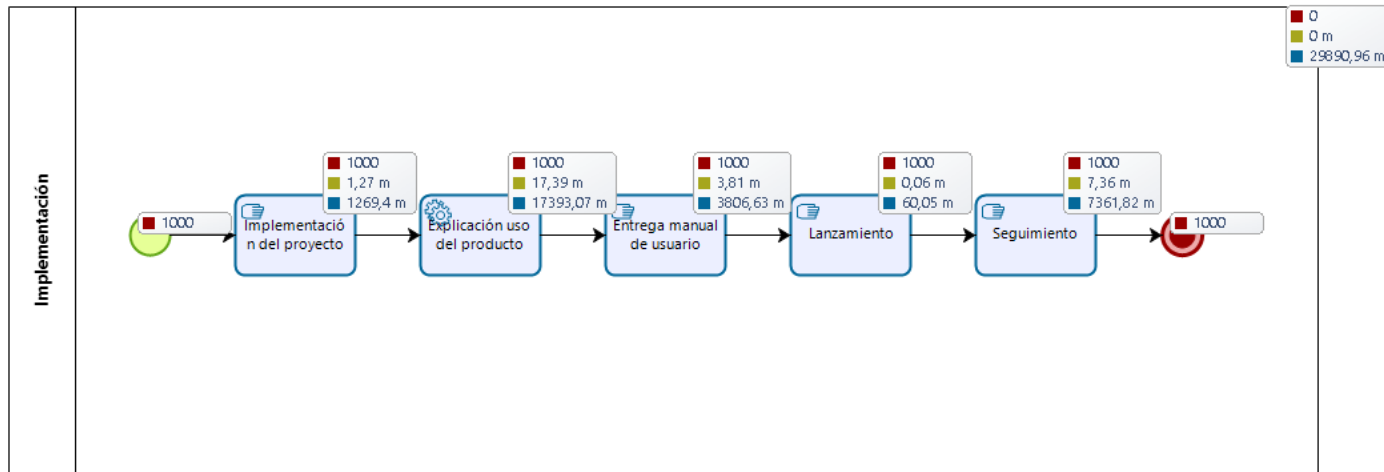 Implementación
0
0 m
29890,96 m
1000
1000
1,27 m
1269,4 m
Implementació
n del proyecto
1000
17,39 m
17393,07 m
Explicación uso
del producto
1000
3,81 m
3806,63 m
Entrega manual
de usuario
1000
0,06 m
60,05 m
Lanzamiento
1000
7,36 m
7361,82 m
Seguimiento
1000